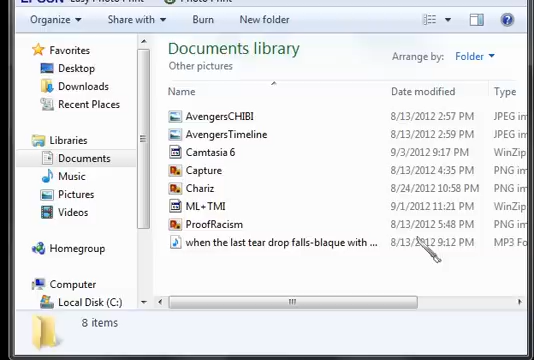 EPSON Easy Photo Print Photo Print
Organize Share with Burn New folder
Favorites
Desktop
Downloads
Recent Places
Libraries
Documents
Music
Pictures
Videos
Homegroup
Computer
Local Disk (C:)
Documents library
Other pictures
Arrange by: Folder
Name Date modified Type
AvengersCHIBI 8/13/2012 2:57 PM JPEG im
AvengersTimeline 8/13/2012 2:59 PM JPEG im
Camtasia 6 9/3/2012 9:17 PM WinZip
Capture 8/13/2012 4:35 PM PNG im
Chariz 8/24/2012 10:58 PM PNG im
ML+TMI 9/1/2012 11:21 PM WinZip
ProofRacism 8/13/2012 5:48 PM PNG im
when the last tear drop falls-blaque with ... 8/13/2012 9:12 PM MP3 Fo
8 items